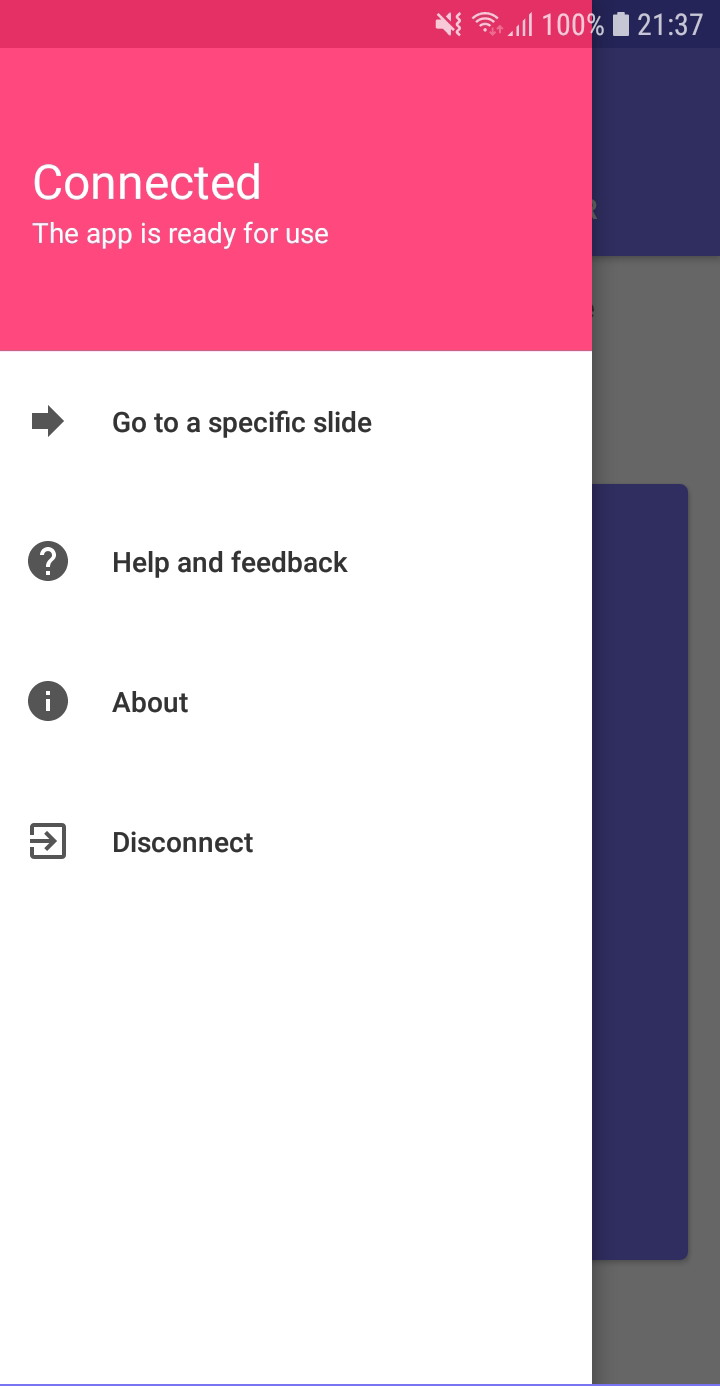 100% 21:37
Connected
The app is ready for use
Go to a specific slide
Help and feedback
About
Disconnect